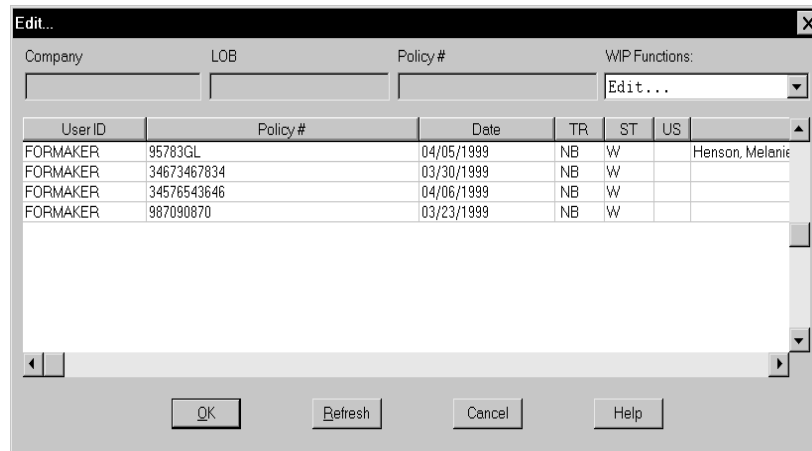 Edit...
Company LOB Policy # WIP Functions:
Edit...
User ID Policy # Date TR ST US
FORMAKER 95783GL 04/05/1999 NB W Henson, Melanie
FORMAKER 34673467834 03/30/1999 NB W
FORMAKER 34576543646 04/06/1999 NB W
FORMAKER 987090870 03/23/1999 NB W
OK Refresh Cancel Help